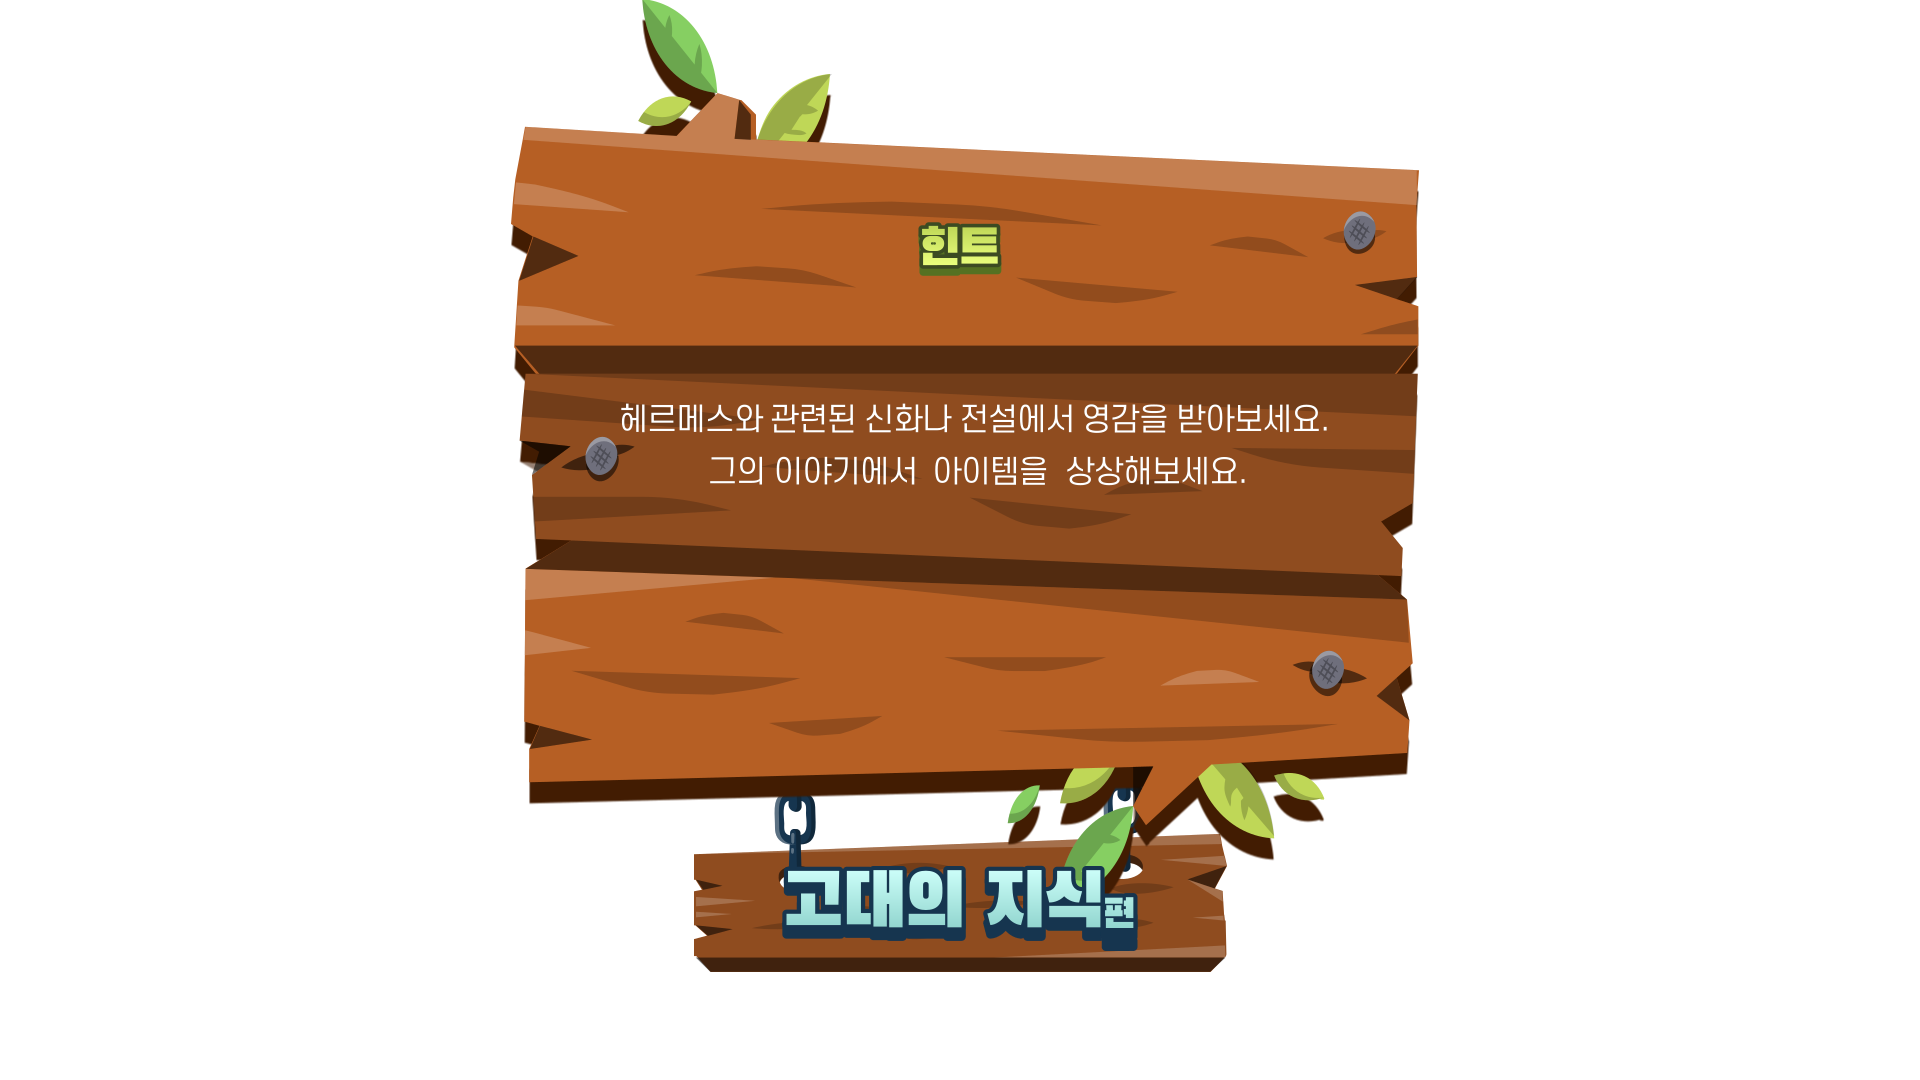 힌트
헤르메스와 관련된 신화나 전설에서 영감을 받아보세요.
그의 이야기에서 아이템을 상상해보세요.
고대의 지식편